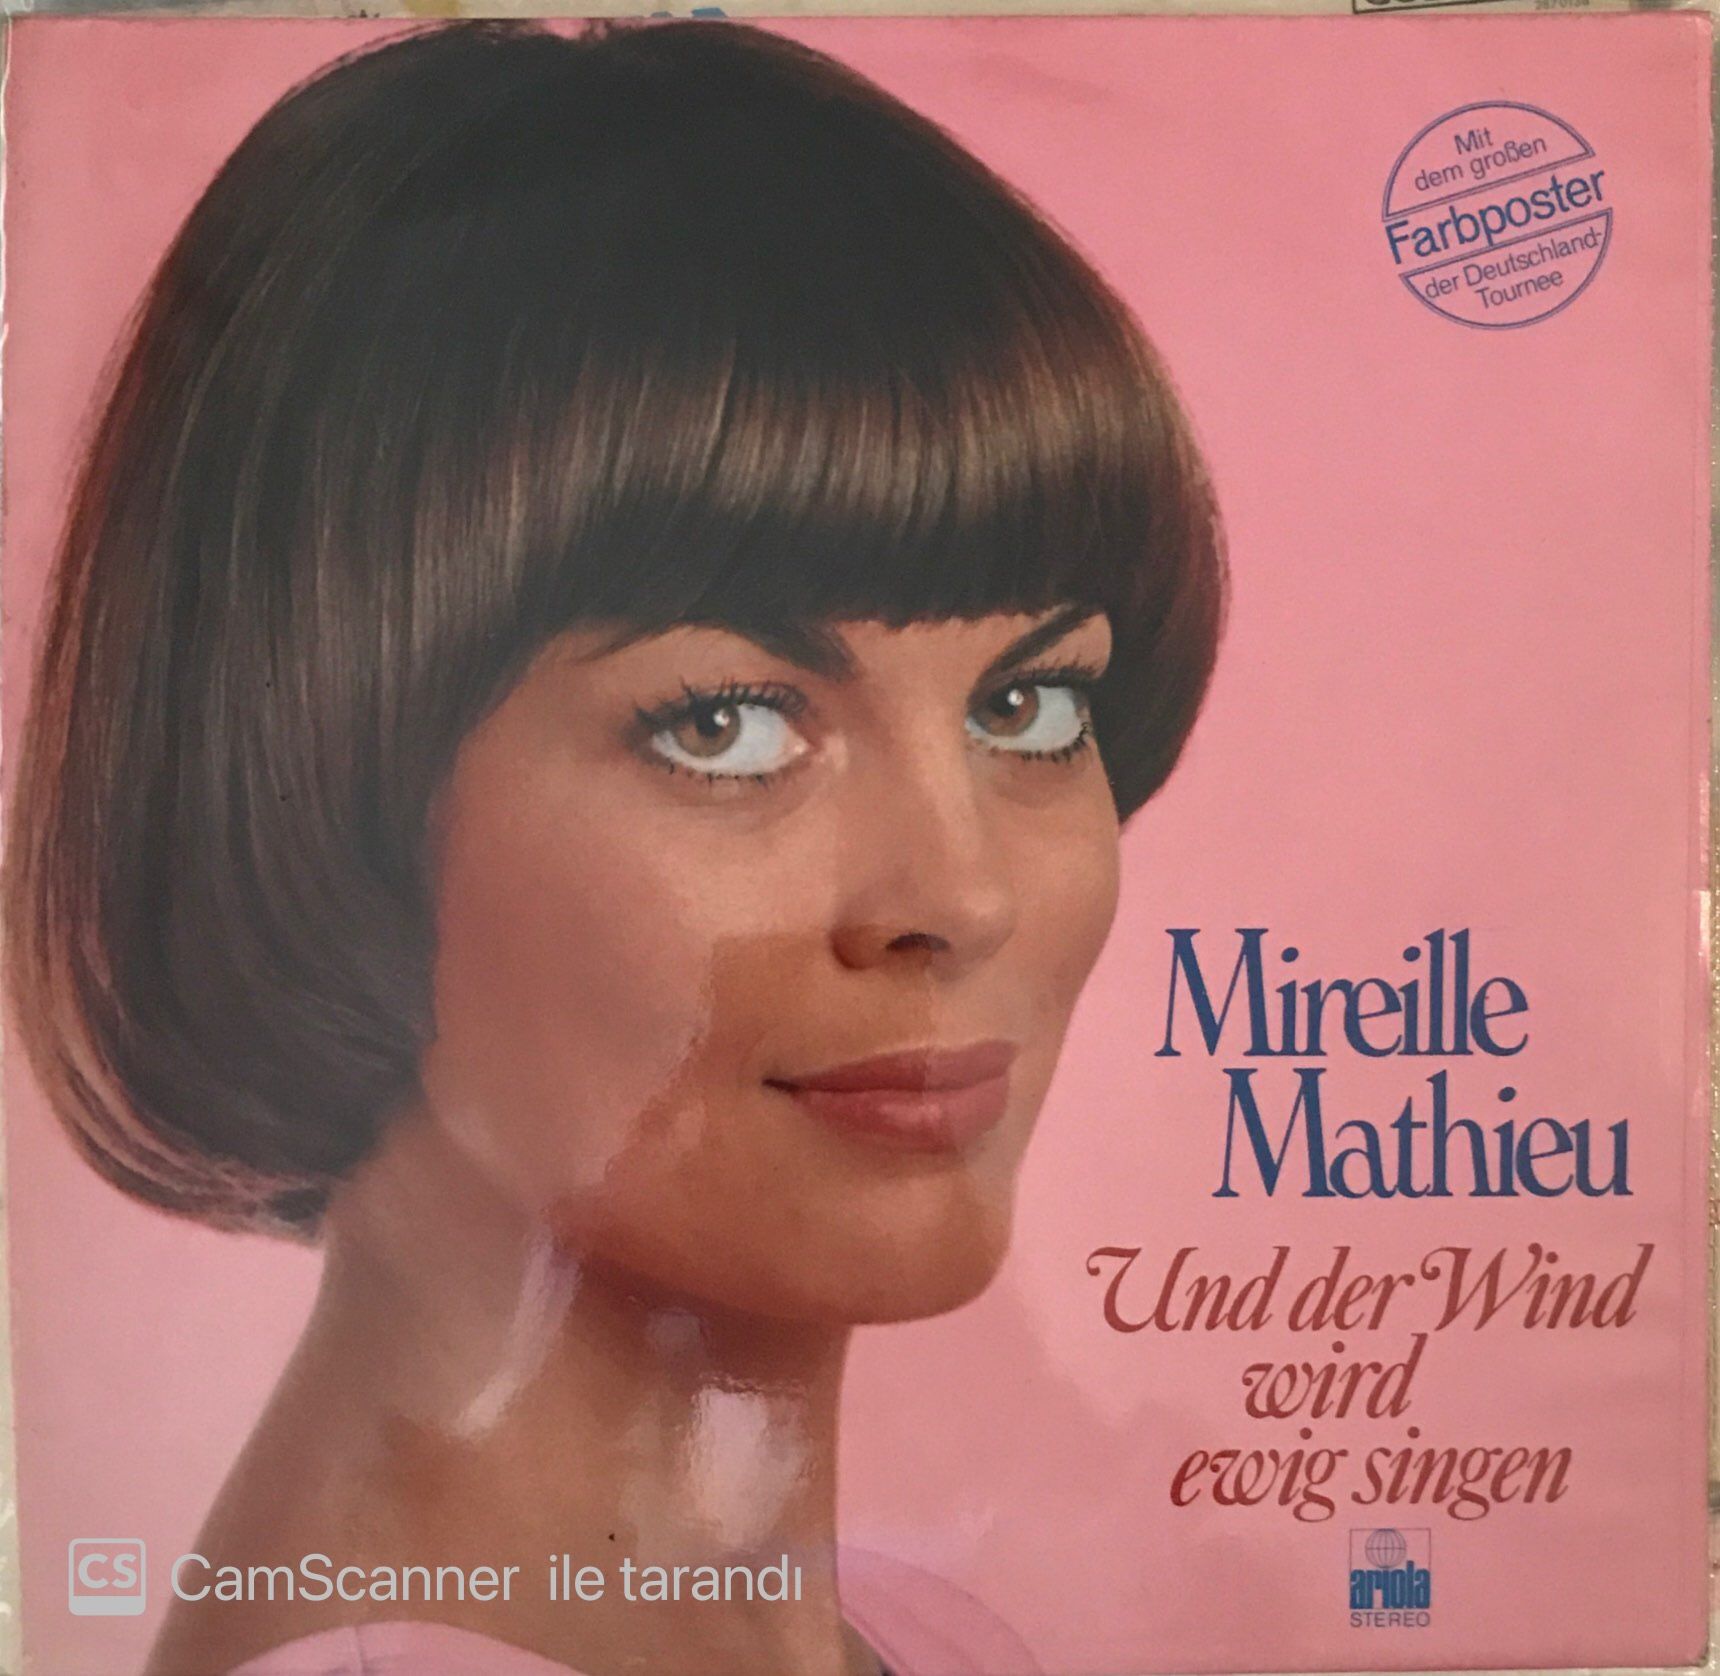 Mit
dem großen
Farbposter
der Deutschland-
Tournee
Mireille
Mathieu
Und der Wind
wird
ewig singen
ariola
STEREO
CS CamScanner ile tarandı